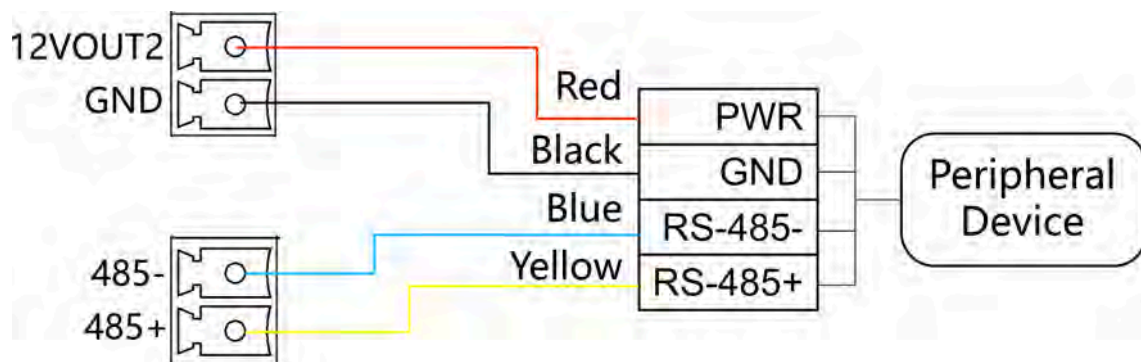 12VOUT2
GND
485-
485+
Red
Black
Blue
Yellow
PWR
GND
RS-485-
RS-485+
Peripheral
Device